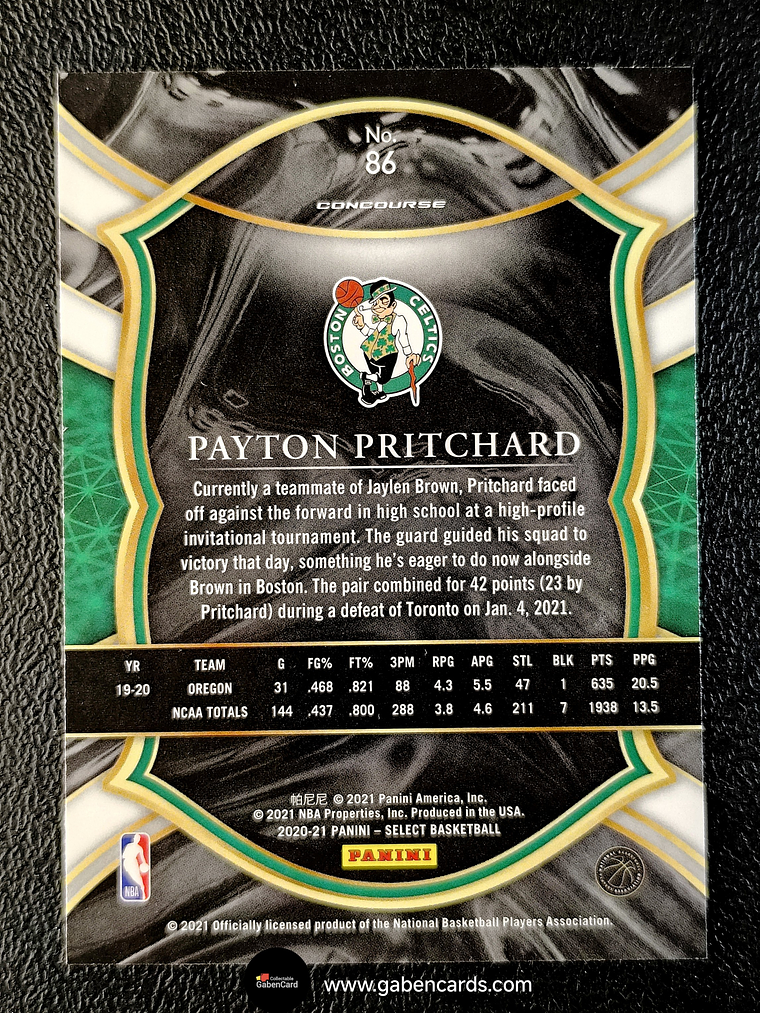 No.
86
CONCOURSE
BOSTON CELTICS
PAYTON PRITCHARD
Currently a teammate of Jaylen Brown, Pritchard faced
off against the forward in high school at a high-profile
invitational tournament. The guard guided his squad to
victory that day, something he's eager to do now alongside
Brown in Boston. The pair combined for 42 points (23 by
Pritchard) during a defeat of Toronto on Jan. 4, 2021.
YR TEAM G FG% FT% 3PM RPG APG STL BLK PTS PPG
19-20 OREGON 31 .468 .821 88 4.3 5.5 47 1 635 20.5
NCAA TOTALS 144 .437 .800 288 3.8 4.6 211 7 1938 13.5
帕尼尼 © 2021 Panini America, Inc.
© 2021 NBA Properties, Inc. Produced in the USA.
2020-21 PANINI – SELECT BASKETBALL
PANINI
NBA
© 2021 Officially licensed product of the National Basketball Players Association.
Collectable
GabenCard
www.gabencards.com